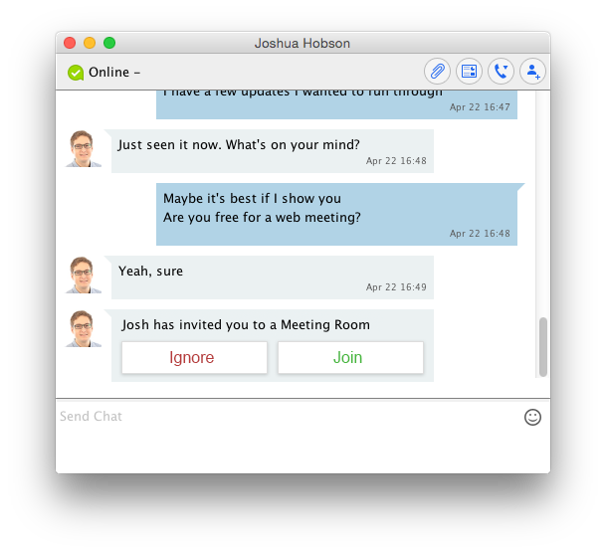 Joshua Hobson
Online –
I have a few updates I wanted to run through
Apr 22 16:47
Just seen it now. What's on your mind?
Apr 22 16:48
Maybe it's best if I show you
Are you free for a web meeting?
Apr 22 16:48
Yeah, sure
Apr 22 16:49
Josh has invited you to a Meeting Room
Ignore Join
Send Chat